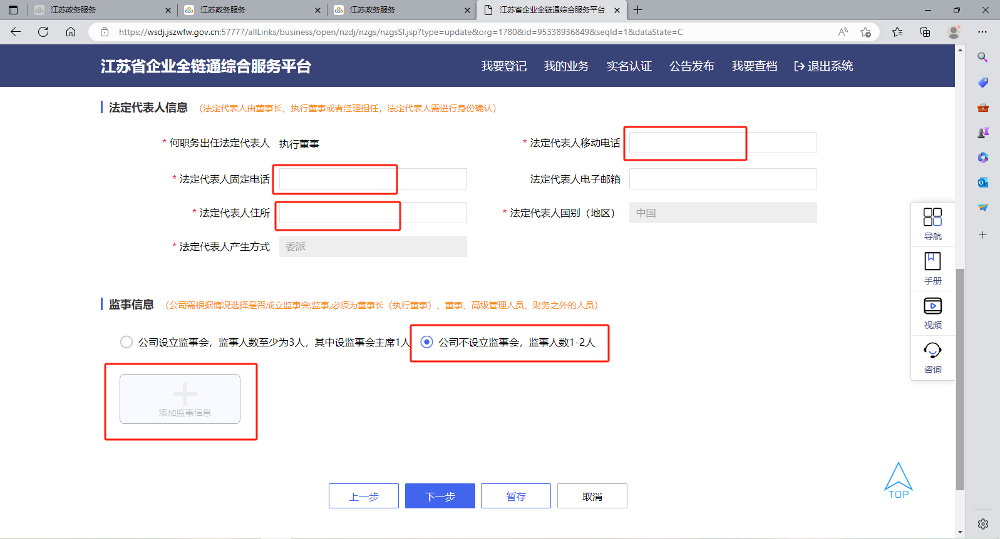 江苏政务服务
江苏政务服务
江苏政务服务
江苏省企业全链通综合服务平台
https://wsdj.jszwfw.gov.cn:57777/allLinks/business/open/nzdj/nzgs/nzgsSl.jsp?type=update&org=1780&id=95338936849&seqId=1&dataState=C
江苏省企业全链通综合服务平台
我要登记 我的业务 实名认证 公告发布 我要查档 退出系统
法定代表人信息 （法定代表人由董事长、执行董事或者经理担任，法定代表人需进行身份确认）
* 何职务出任法定代表人 执行董事 * 法定代表人移动电话
* 法定代表人固定电话 法定代表人电子邮箱
* 法定代表人住所 * 法定代表人国别（地区） 中国
* 法定代表人产生方式 委派
监事信息 （公司需根据情况选择是否成立监事会;监事,必须为董事长（执行董事）、董事、高级管理人员、财务之外的人员）
公司设立监事会，监事人数至少为3人，其中设监事会主席1人 公司不设立监事会，监事人数1-2人
添加监事信息
上一步 下一步 暂存 取消
导航
手册
视频
咨询
TOP